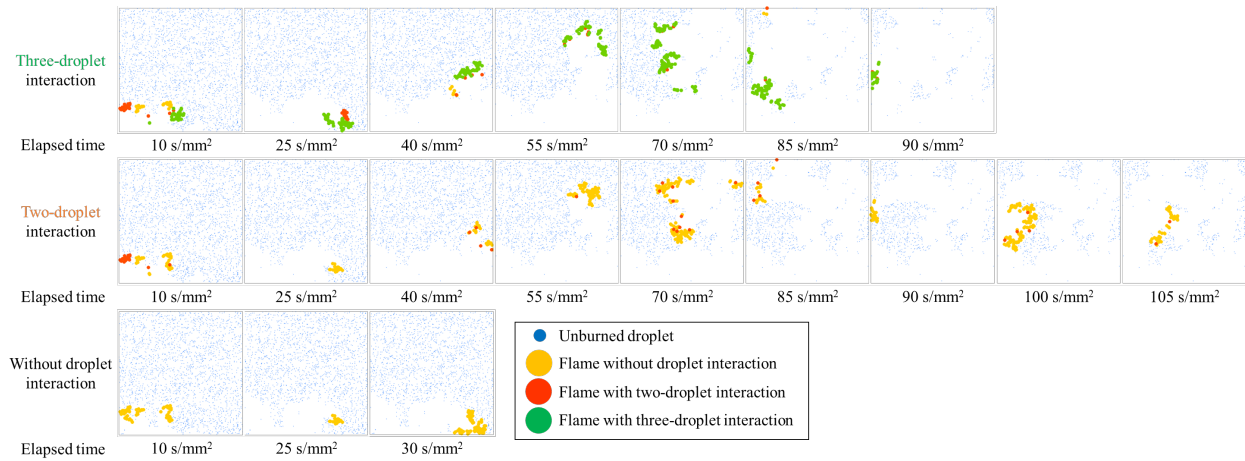 Three-droplet
interaction
Elapsed time 10 s/mm² 25 s/mm² 40 s/mm² 55 s/mm² 70 s/mm² 85 s/mm² 90 s/mm²
Two-droplet
interaction
Elapsed time 10 s/mm² 25 s/mm² 40 s/mm² 55 s/mm² 70 s/mm² 85 s/mm² 90 s/mm² 100 s/mm² 105 s/mm²
Without droplet
interaction
Elapsed time 10 s/mm² 25 s/mm² 30 s/mm²
Unburned droplet
Flame without droplet interaction
Flame with two-droplet interaction
Flame with three-droplet interaction